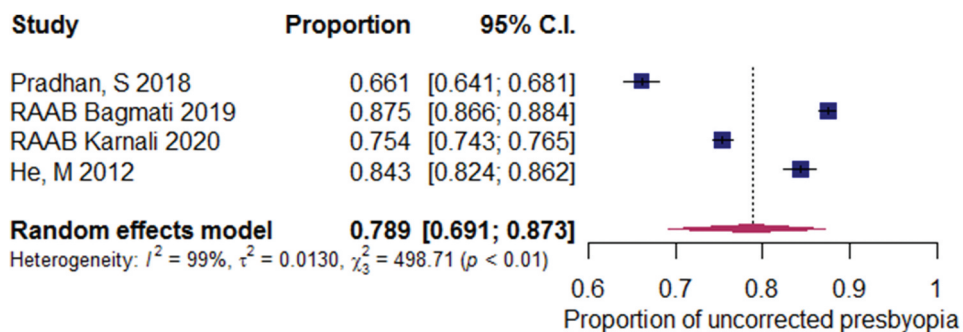 Study Proportion 95% C.I.
Pradhan, S 2018 0.661 [0.641; 0.681]
RAAB Bagmati 2019 0.875 [0.866; 0.884]
RAAB Karnali 2020 0.754 [0.743; 0.765]
He, M 2012 0.843 [0.824; 0.862]
Random effects model 0.789 [0.691; 0.873]
Heterogeneity: I² = 99%, τ² = 0.0130, χ²₃ = 498.71 (p < 0.01)
0.6 0.7 0.8 0.9 1
Proportion of uncorrected presbyopia